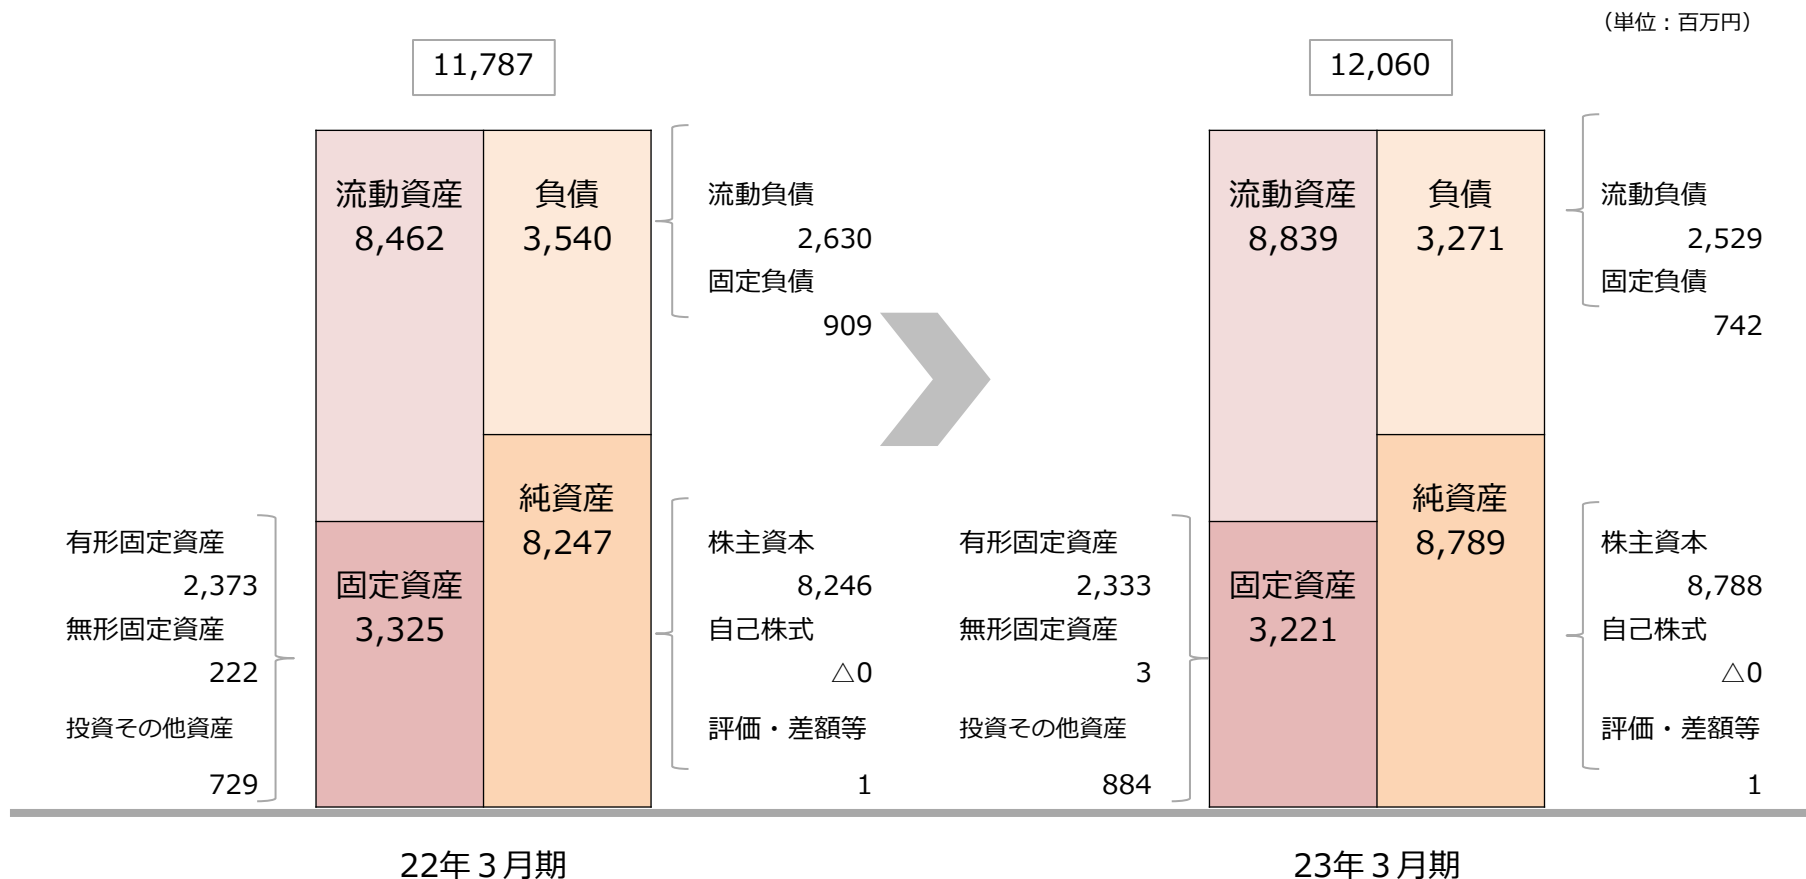 （単位：百万円）
11,787
流動資産
8,462
負債
3,540
流動負債
2,630
固定負債
909
純資産
8,247
固定資産
3,325
有形固定資産
2,373
無形固定資産
222
投資その他資産
729
株主資本
8,246
自己株式
△0
評価・差額等
1
22年３月期
12,060
流動資産
8,839
負債
3,271
流動負債
2,529
固定負債
742
純資産
8,789
固定資産
3,221
有形固定資産
2,333
無形固定資産
3
投資その他資産
884
株主資本
8,788
自己株式
△0
評価・差額等
1
23年３月期